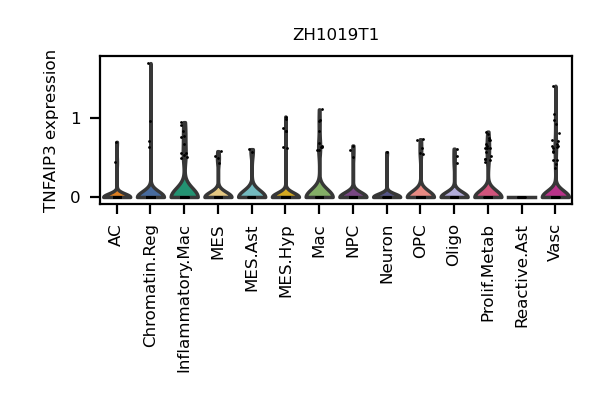 ZH1019T1
TNFAIP3 expression
1
0
AC
Chromatin.Reg
Inflammatory.Mac
MES
MES.Ast
MES.Hyp
Mac
NPC
Neuron
OPC
Oligo
Prolif.Metab
Reactive.Ast
Vasc